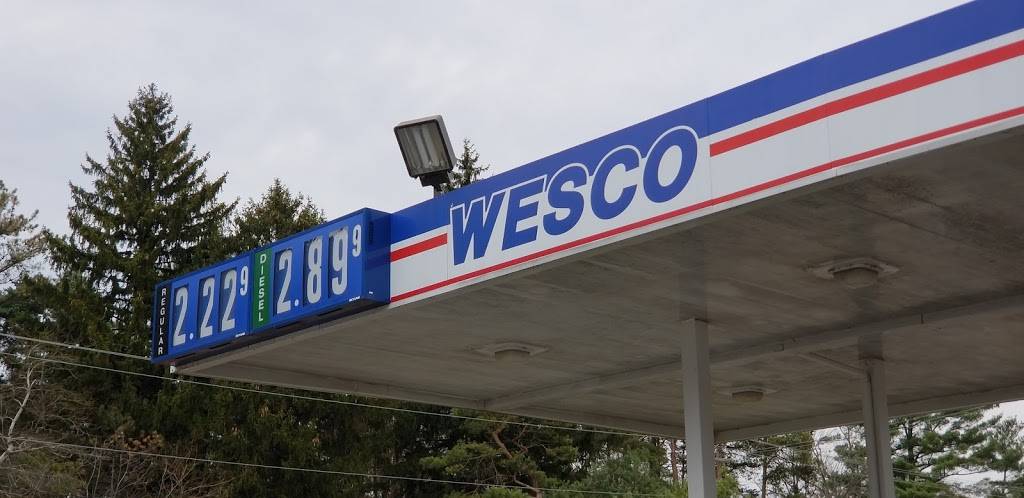 WESCO
REGULAR 2.22 9
DIESEL 2.89 9